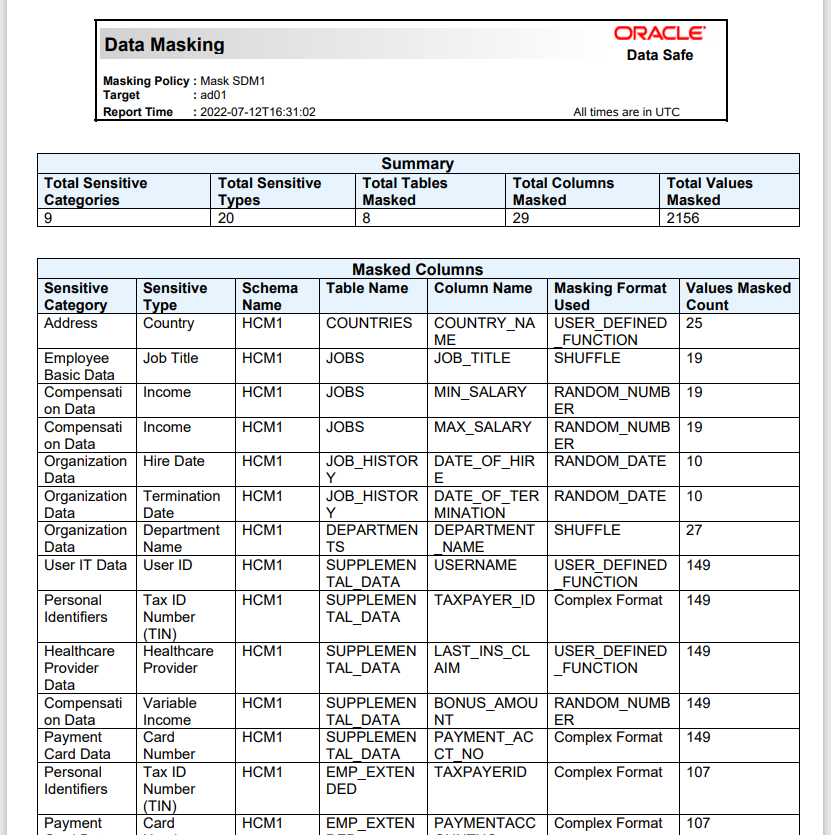 Data Masking
ORACLE
Data Safe
Masking Policy : Mask SDM1
Target : ad01
Report Time : 2022-07-12T16:31:02 All times are in UTC
Summary
Total Sensitive Categories Total Sensitive Types Total Tables Masked Total Columns Masked Total Values Masked
9 20 8 29 2156
Masked Columns
Sensitive Category Sensitive Type Schema Name Table Name Column Name Masking Format Used Values Masked Count
Address Country HCM1 COUNTRIES COUNTRY_NAME USER_DEFINED_FUNCTION 25
Employee Basic Data Job Title HCM1 JOBS JOB_TITLE SHUFFLE 19
Compensation Data Income HCM1 JOBS MIN_SALARY RANDOM_NUMBER 19
Compensation Data Income HCM1 JOBS MAX_SALARY RANDOM_NUMBER 19
Organization Data Hire Date HCM1 JOB_HISTORY DATE_OF_HIRE RANDOM_DATE 10
Organization Data Termination Date HCM1 JOB_HISTORY DATE_OF_TERMINATION RANDOM_DATE 10
Organization Data Department Name HCM1 DEPARTMENTS DEPARTMENT_NAME SHUFFLE 27
User IT Data User ID HCM1 SUPPLEMENTAL_DATA USERNAME USER_DEFINED_FUNCTION 149
Personal Identifiers Tax ID Number (TIN) HCM1 SUPPLEMENTAL_DATA TAXPAYER_ID Complex Format 149
Healthcare Provider Data Healthcare Provider HCM1 SUPPLEMENTAL_DATA LAST_INS_CLAIM USER_DEFINED_FUNCTION 149
Compensation Data Variable Income HCM1 SUPPLEMENTAL_DATA BONUS_AMOUNT RANDOM_NUMBER 149
Payment Card Data Card Number HCM1 SUPPLEMENTAL_DATA PAYMENT_ACCT_NO Complex Format 149
Personal Identifiers Tax ID Number (TIN) HCM1 EMP_EXTENDED TAXPAYERID Complex Format 107
Payment Card HCM1 EMP_EXTEN PAYMENTACC Complex Format 107